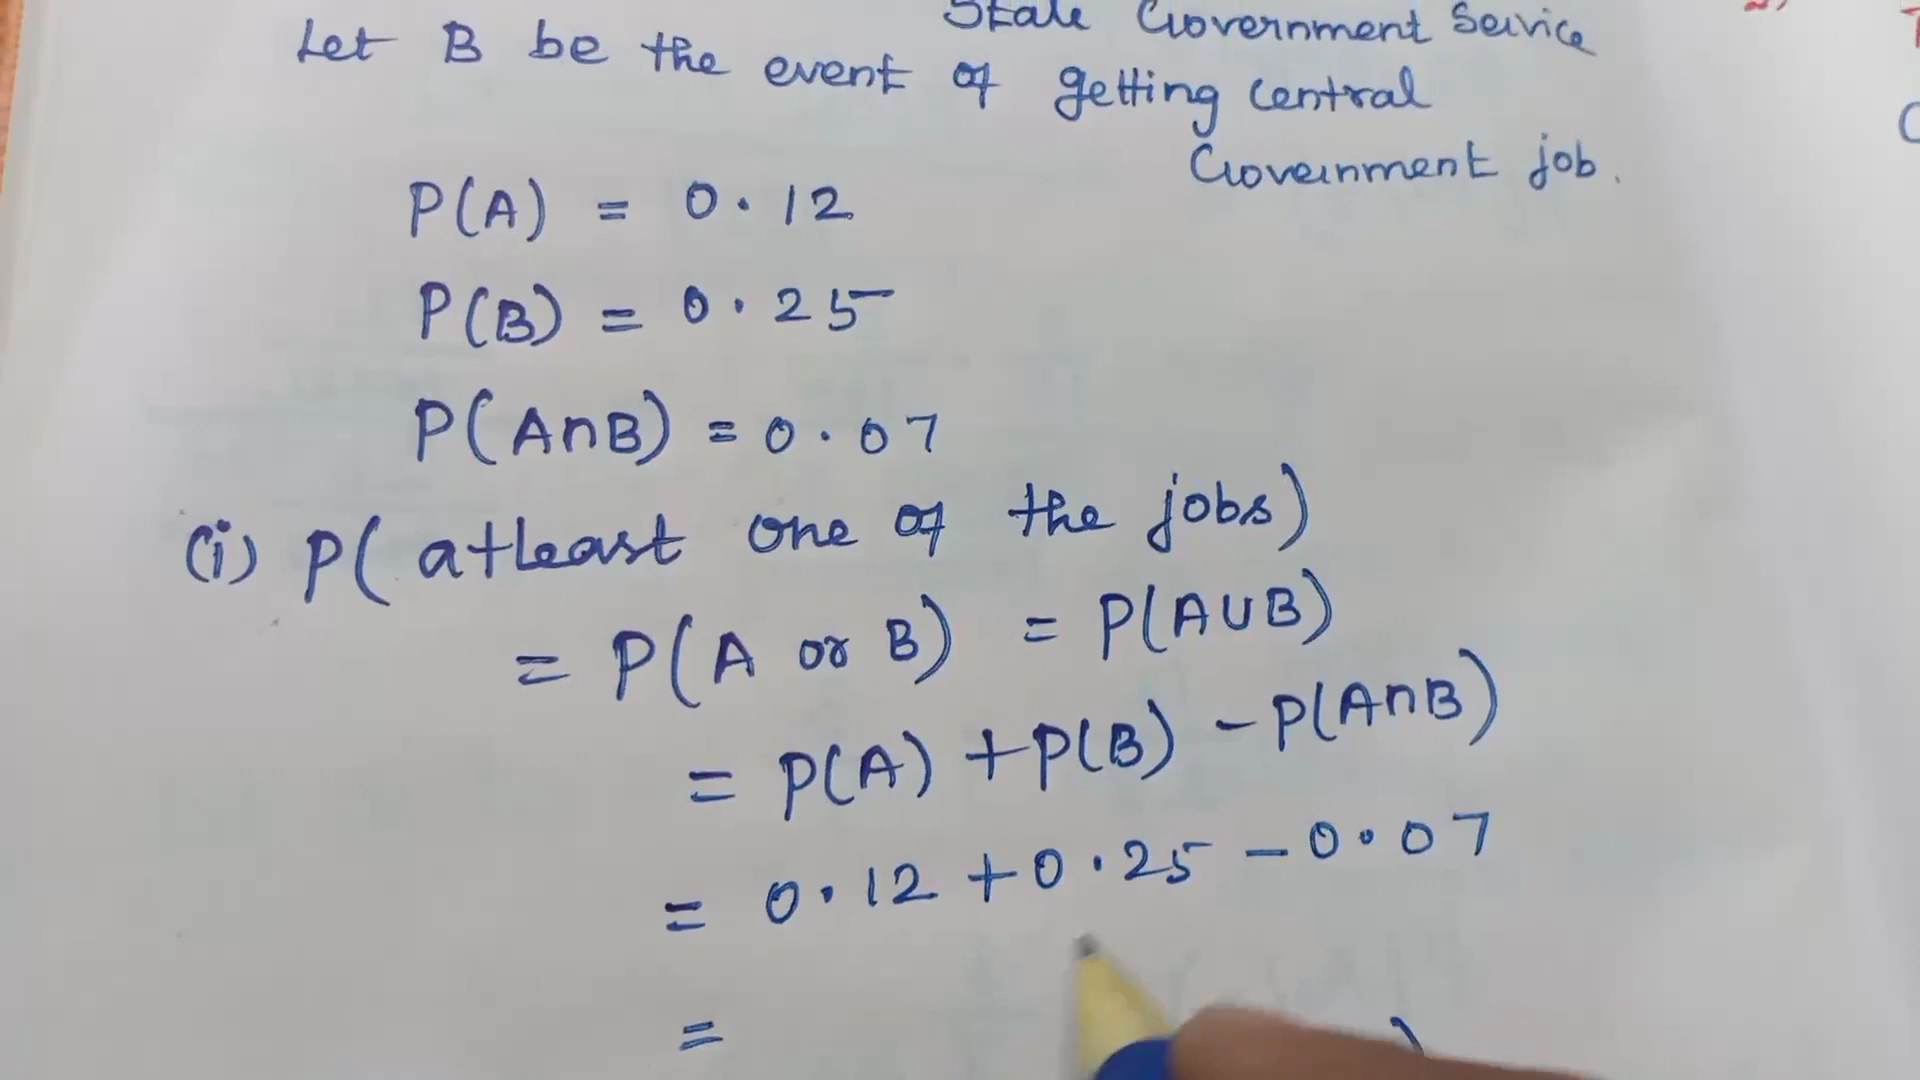 State Government Service
Let B be the event of getting central
Government job.
P(A) = 0.12
P(B) = 0.25
P(A∩B) = 0.07
(i) P( atleast one of the jobs)
= P(A or B) = P(A∪B)
= P(A) + P(B) - P(A∩B)
= 0.12 + 0.25 - 0.07
=